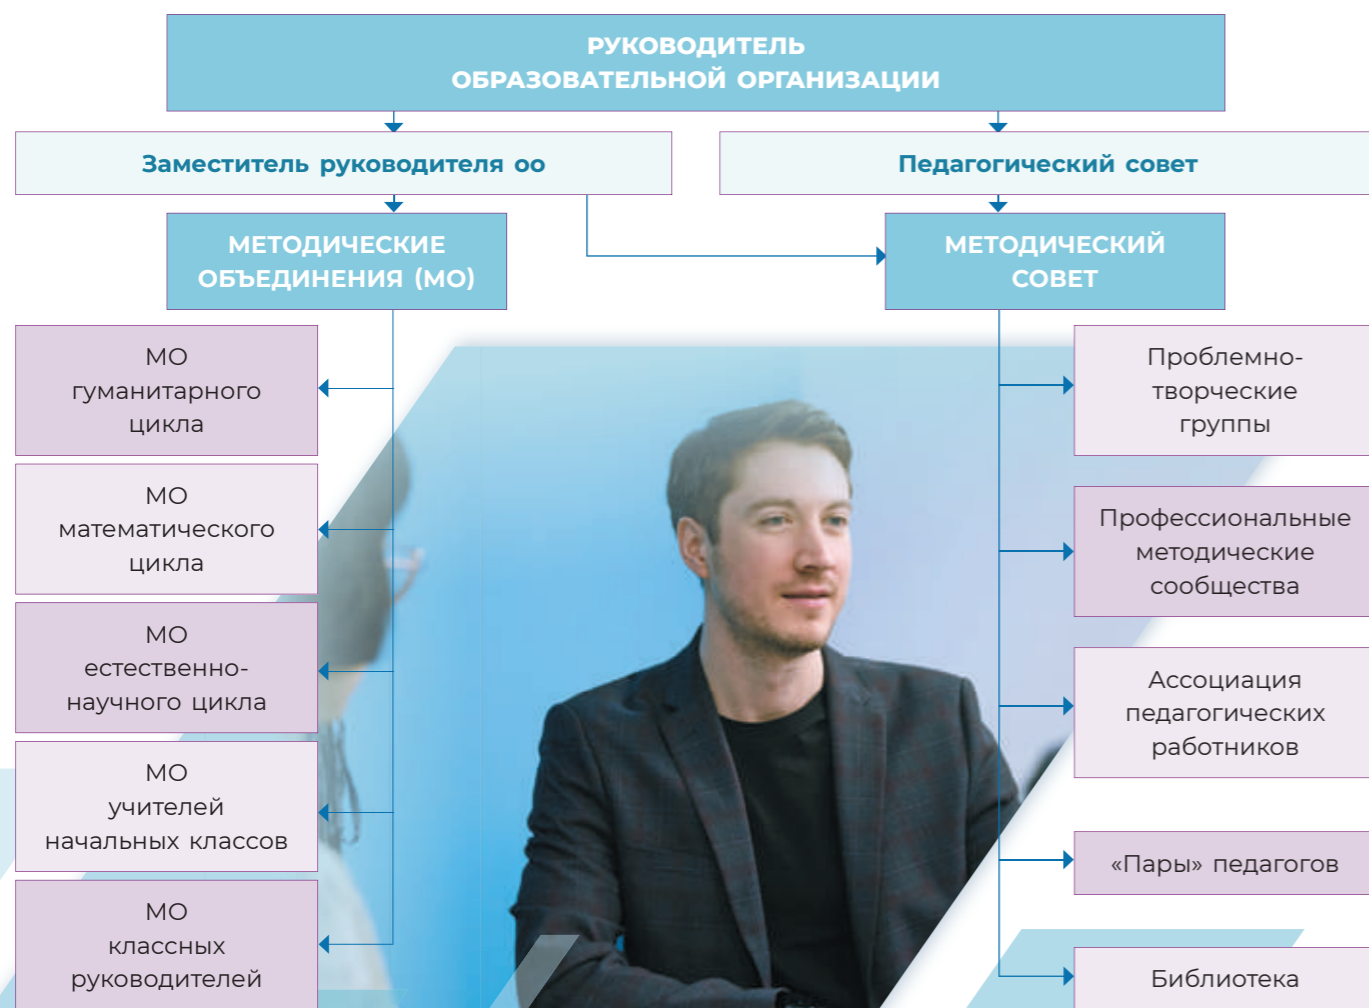 РУКОВОДИТЕЛЬ
ОБРАЗОВАТЕЛЬНОЙ ОРГАНИЗАЦИИ
Заместитель руководителя оо
Педагогический совет
МЕТОДИЧЕСКИЕ
ОБЪЕДИНЕНИЯ (МО)
МЕТОДИЧЕСКИЙ
СОВЕТ
МО
гуманитарного
цикла
МО
математического
цикла
МО
естественно-
научного цикла
МО
учителей
начальных классов
МО
классных
руководителей
Проблемно-
творческие
группы
Профессиональные
методические
сообщества
Ассоциация
педагогических
работников
«Пары» педагогов
Библиотека